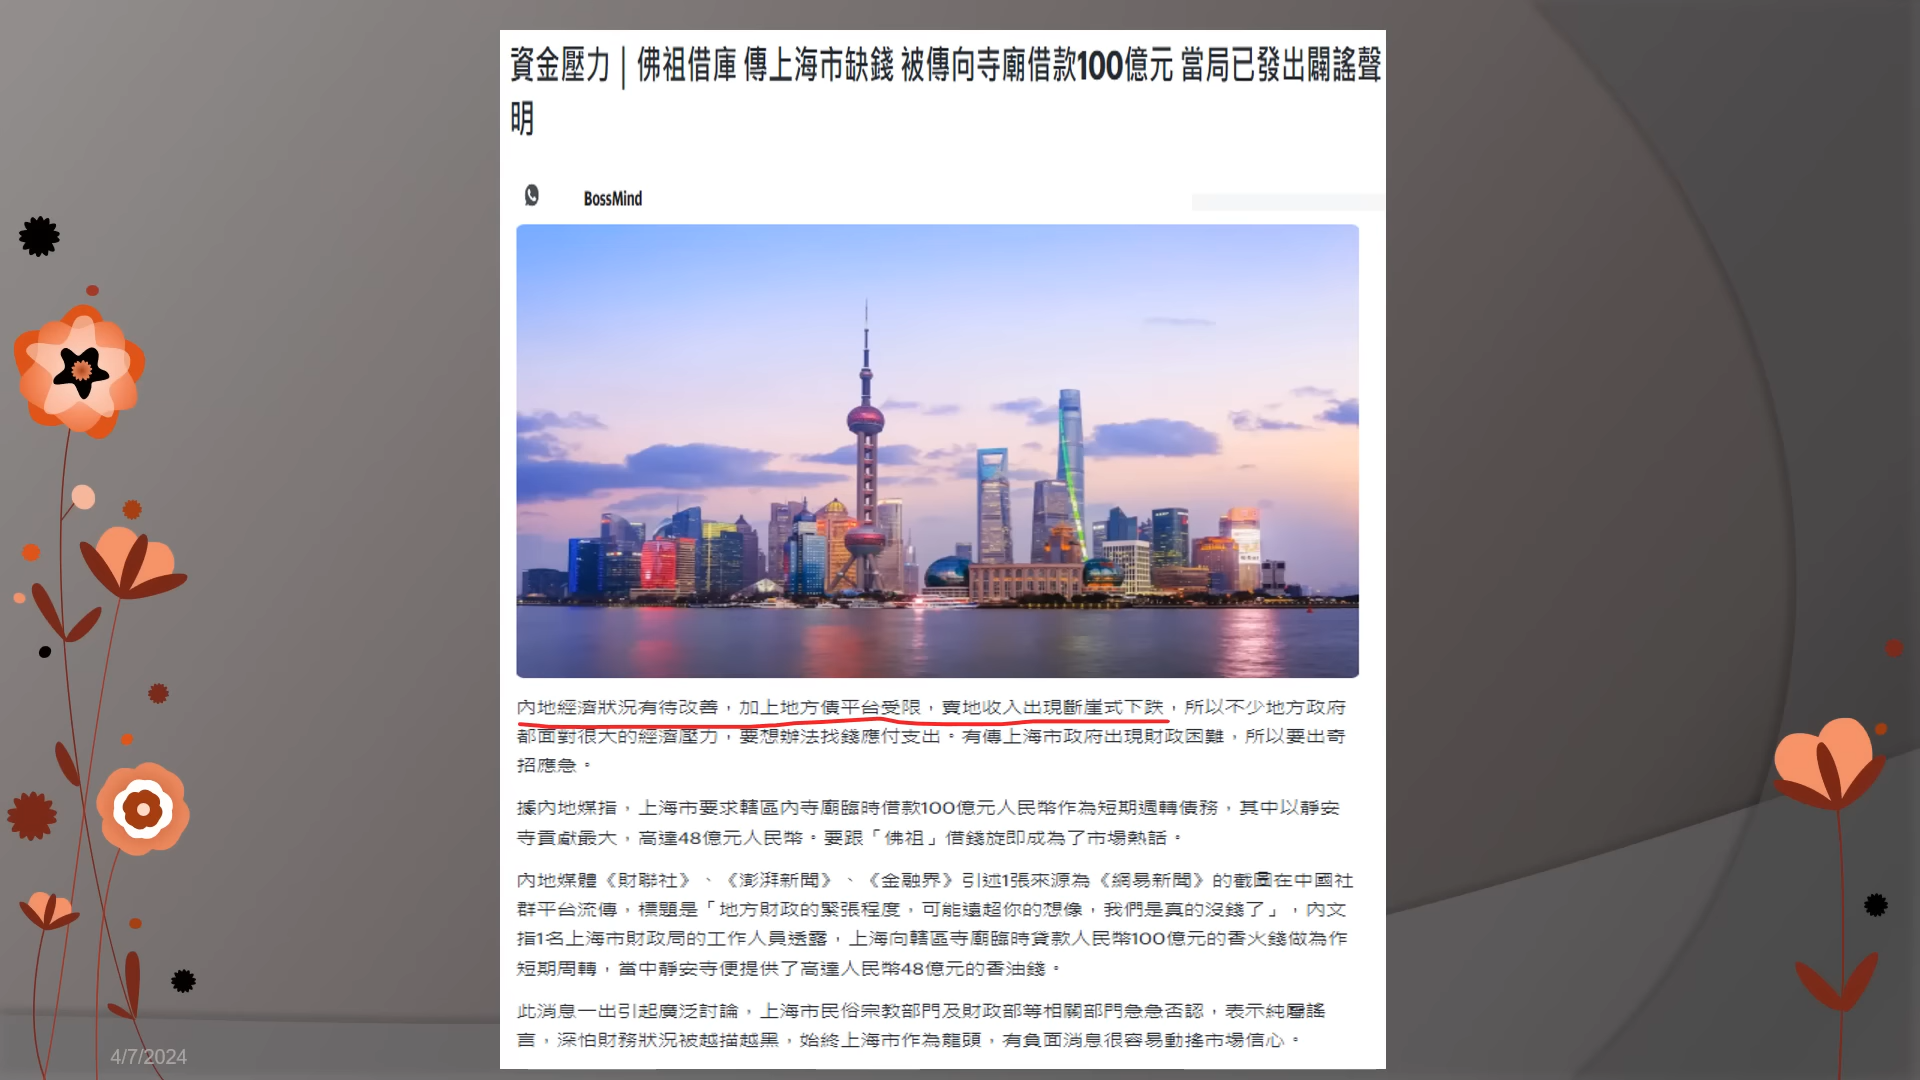 資金壓力｜佛祖借庫 傳上海市缺錢 被傳向寺廟借款100億元 當局已發出闢謠聲
明
BossMind
內地經濟狀況有待改善，加上地方債平台受限，賣地收入出現斷崖式下跌，所以不少地方政府
都面對很大的經濟壓力，要想辦法找錢應付支出。有傳上海市政府出現財政困難，所以要出奇
招應急。
據內地媒指，上海市要求轄區內寺廟臨時借款100億元人民幣作為短期週轉債務，其中以靜安
寺貢獻最大，高達48億元人民幣。要跟「佛祖」借錢旋即成為了市場熱話。
內地媒體《財聯社》、《澎湃新聞》、《金融界》引述1張來源為《網易新聞》的截圖在中國社
群平台流傳，標題是「地方財政的緊張程度，可能遠超你的想像，我們是真的沒錢了」，內文
指1名上海市財政局的工作人員透露，上海向轄區寺廟臨時貸款人民幣100億元的香火錢做為作
短期周轉，當中靜安寺便提供了高達人民幣48億元的香油錢。
此消息一出引起廣泛討論，上海市民俗宗教部門及財政部等相關部門急急否認，表示純屬謠
言，深怕財務狀況被越描越黑，始終上海市作為龍頭，有負面消息很容易動搖市場信心。
4/7/2024